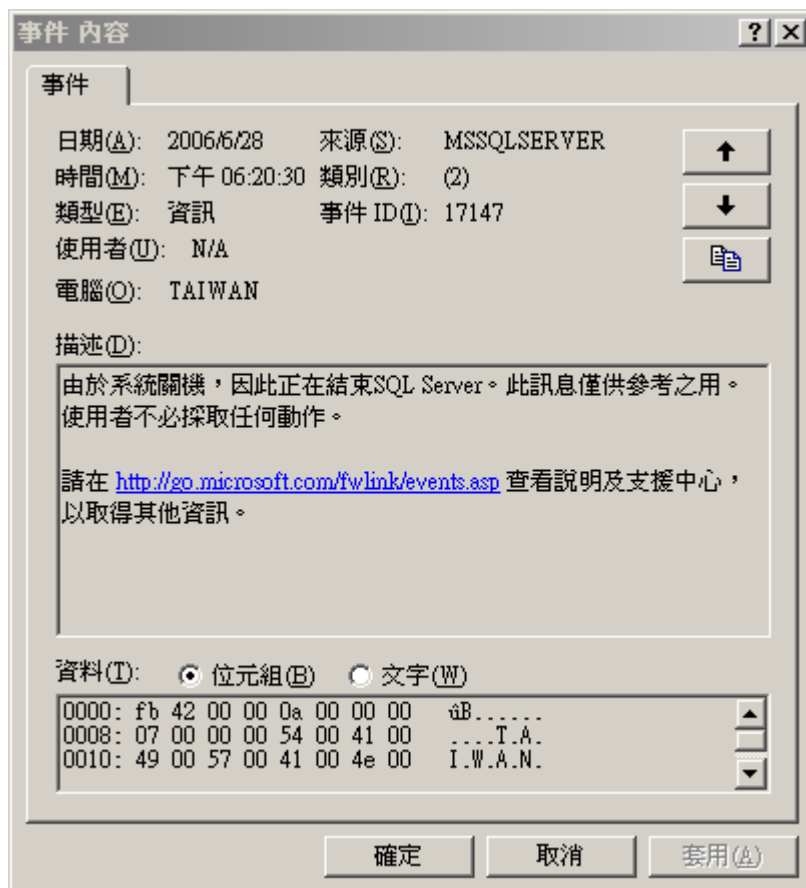 事件 內容
事件
日期(A): 2006/6/28 來源(S): MSSQLSERVER
時間(M): 下午 06:20:30 類別(R): (2)
類型(E): 資訊 事件 ID(I): 17147
使用者(U): N/A
電腦(O): TAIWAN
描述(D):
由於系統關機，因此正在結束SQL Server。此訊息僅供參考之用。
使用者不必採取任何動作。
請在 http://go.microsoft.com/fwlink/events.asp 查看說明及支援中心，
以取得其他資訊。
資料(T): 位元組(B) 文字(W)
0000: fb 42 00 00 0a 00 00 00 ûB......
0008: 07 00 00 00 54 00 41 00 ....T.A.
0010: 49 00 57 00 41 00 4e 00 I.W.A.N.
確定 取消 套用(A)